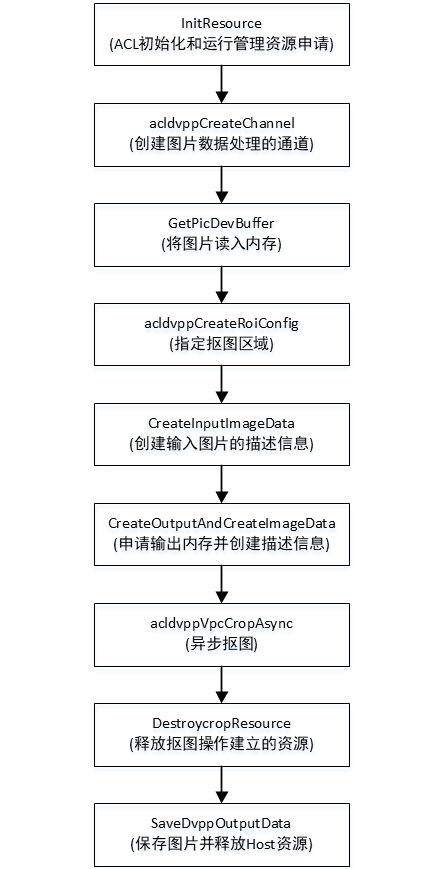 InitResource
(ACL初始化和运行管理资源申请)
acldvppCreateChannel
(创建图片数据处理的通道)
GetPicDevBuffer
(将图片读入内存)
acldvppCreateRoiConfig
(指定抠图区域)
CreateInputImageData
(创建输入图片的描述信息)
CreateOutputAndCreateImageData
(申请输出内存并创建描述信息)
acldvppVpcCropAsync
(异步抠图)
DestroycropResource
(释放抠图操作建立的资源)
SaveDvppOutputData
(保存图片并释放Host资源)